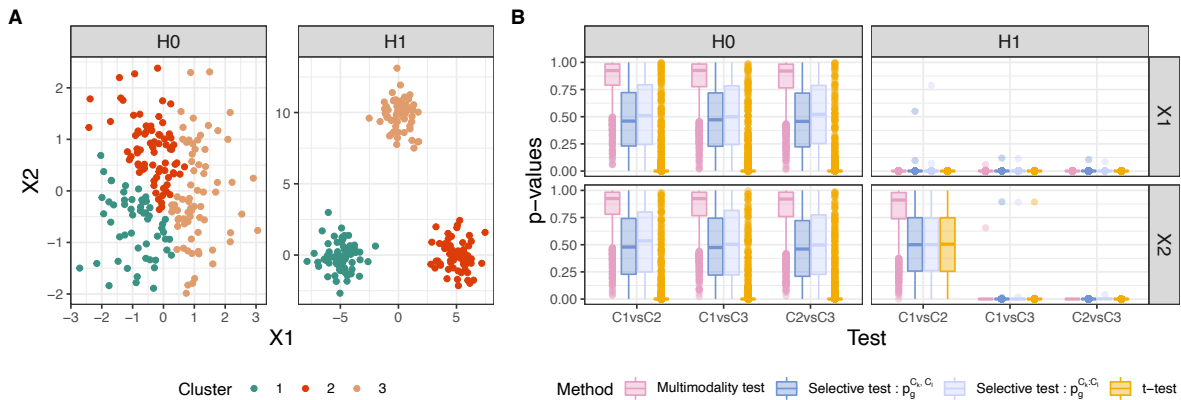 A
B
H0
H1
H0
H1
X2
2
1
0
−1
−2
−3
−2
−1
0
1
2
3
10
5
0
−5
0
5
X1
p−values
1.00
0.75
0.50
0.25
0.00
1.00
0.75
0.50
0.25
0.00
X1
X2
C1vsC2
C1vsC3
C2vsC3
C1vsC2
C1vsC3
C2vsC3
Test
Cluster 1 2 3
Method Multimodality test Selective test : p_g^{C_k, C_l} Selective test : p_g^{C_k:C_l} t−test